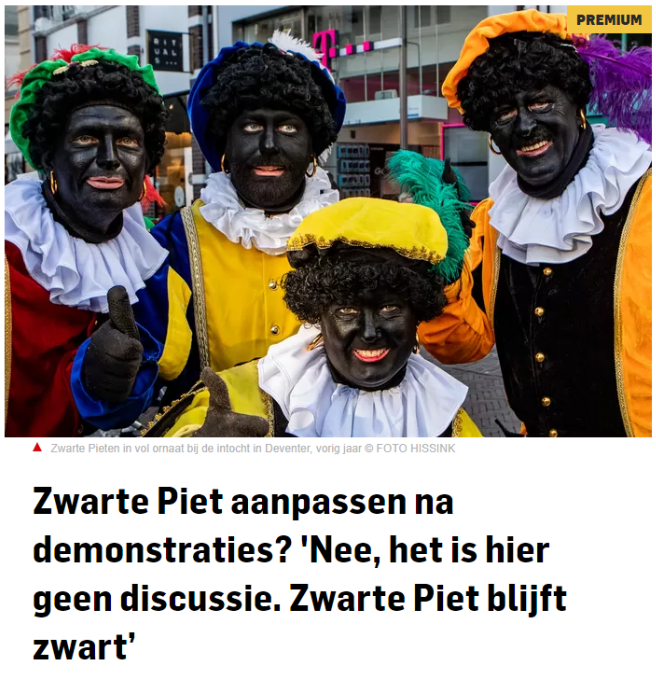 PREMIUM
RITUALS...
T
Zwarte Pieten in vol ornaat bij de intocht in Deventer, vorig jaar © FOTO HISSINK
Zwarte Piet aanpassen na
demonstraties? 'Nee, het is hier
geen discussie. Zwarte Piet blijft
zwart’